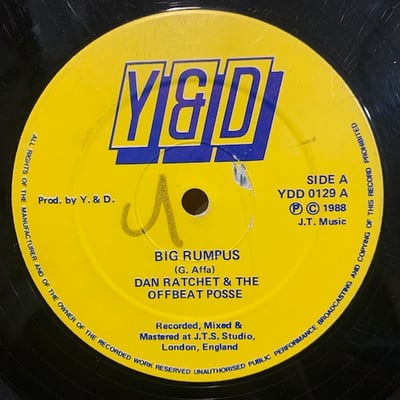 Y&D
SIDE A
YDD 0129 A
Ⓟ © 1988
J.T. Music
Prod. by Y. & D.
BIG RUMPUS
(G. Affa)
DAN RATCHET & THE
OFFBEAT POSSE
Recorded, Mixed &
Mastered at J.T.S. Studio,
London, England
ALL RIGHTS OF THE MANUFACTURER AND OF THE OWNER OF THE RECORDED WORK RESERVED UNAUTHORISED PUBLIC PERFORMANCE BROADCASTING AND COPYING OF THIS RECORD PROHIBITED